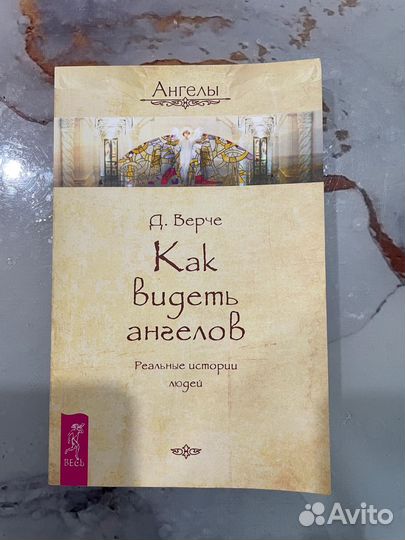 Ангелы
Д. Верче
Как
видеть
ангелов
Реальные истории
людей
ВЕСЬ
Avito